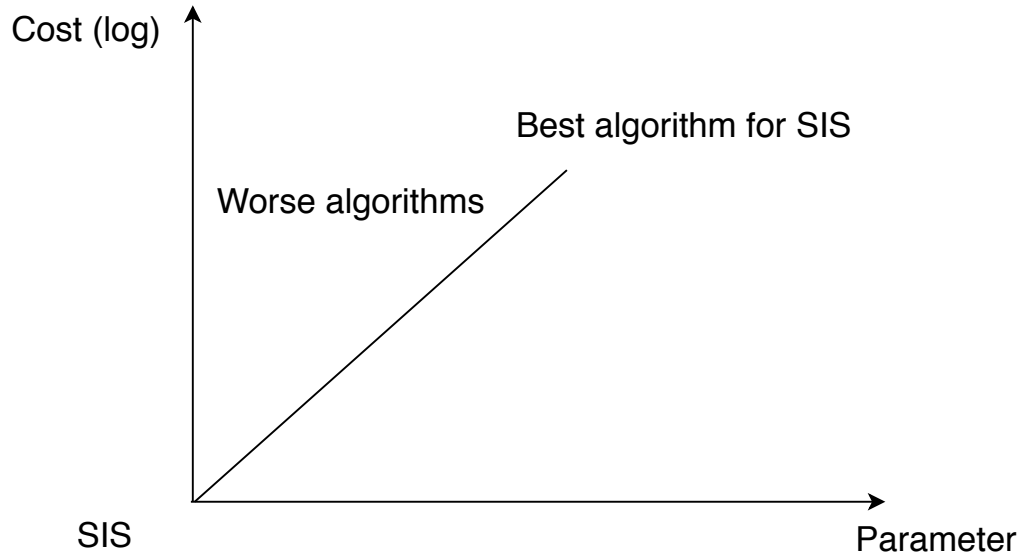 Cost (log)
Best algorithm for SIS
Worse algorithms
SIS
Parameter